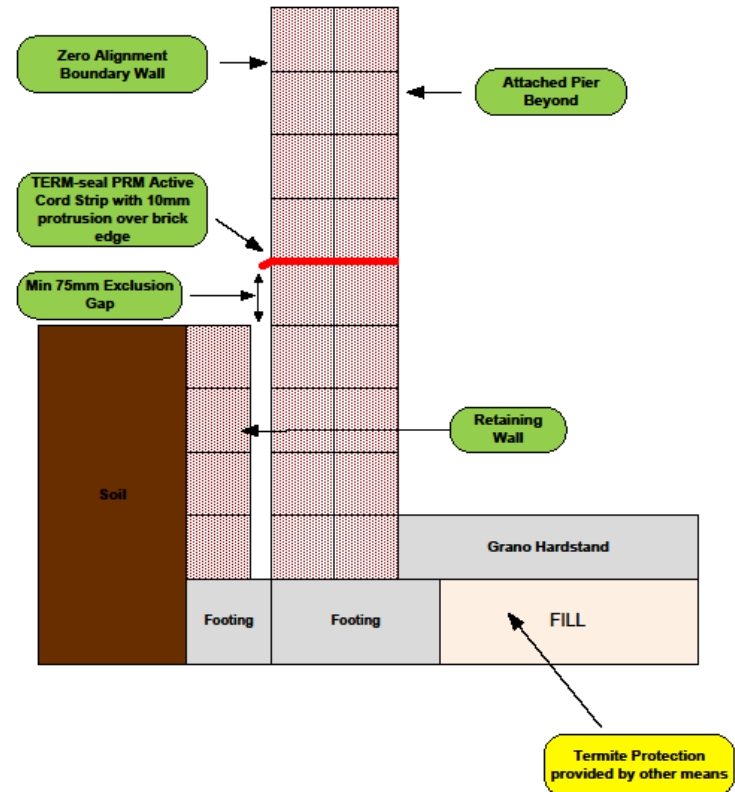 Zero Alignment
Boundary Wall
Attached Pier
Beyond
TERM-seal PRM Active
Cord Strip with 10mm
protrusion over brick
edge
Min 75mm Exclusion
Gap
Retaining
Wall
Soil
Grano Hardstand
Footing
Footing
FILL
Termite Protection
provided by other means